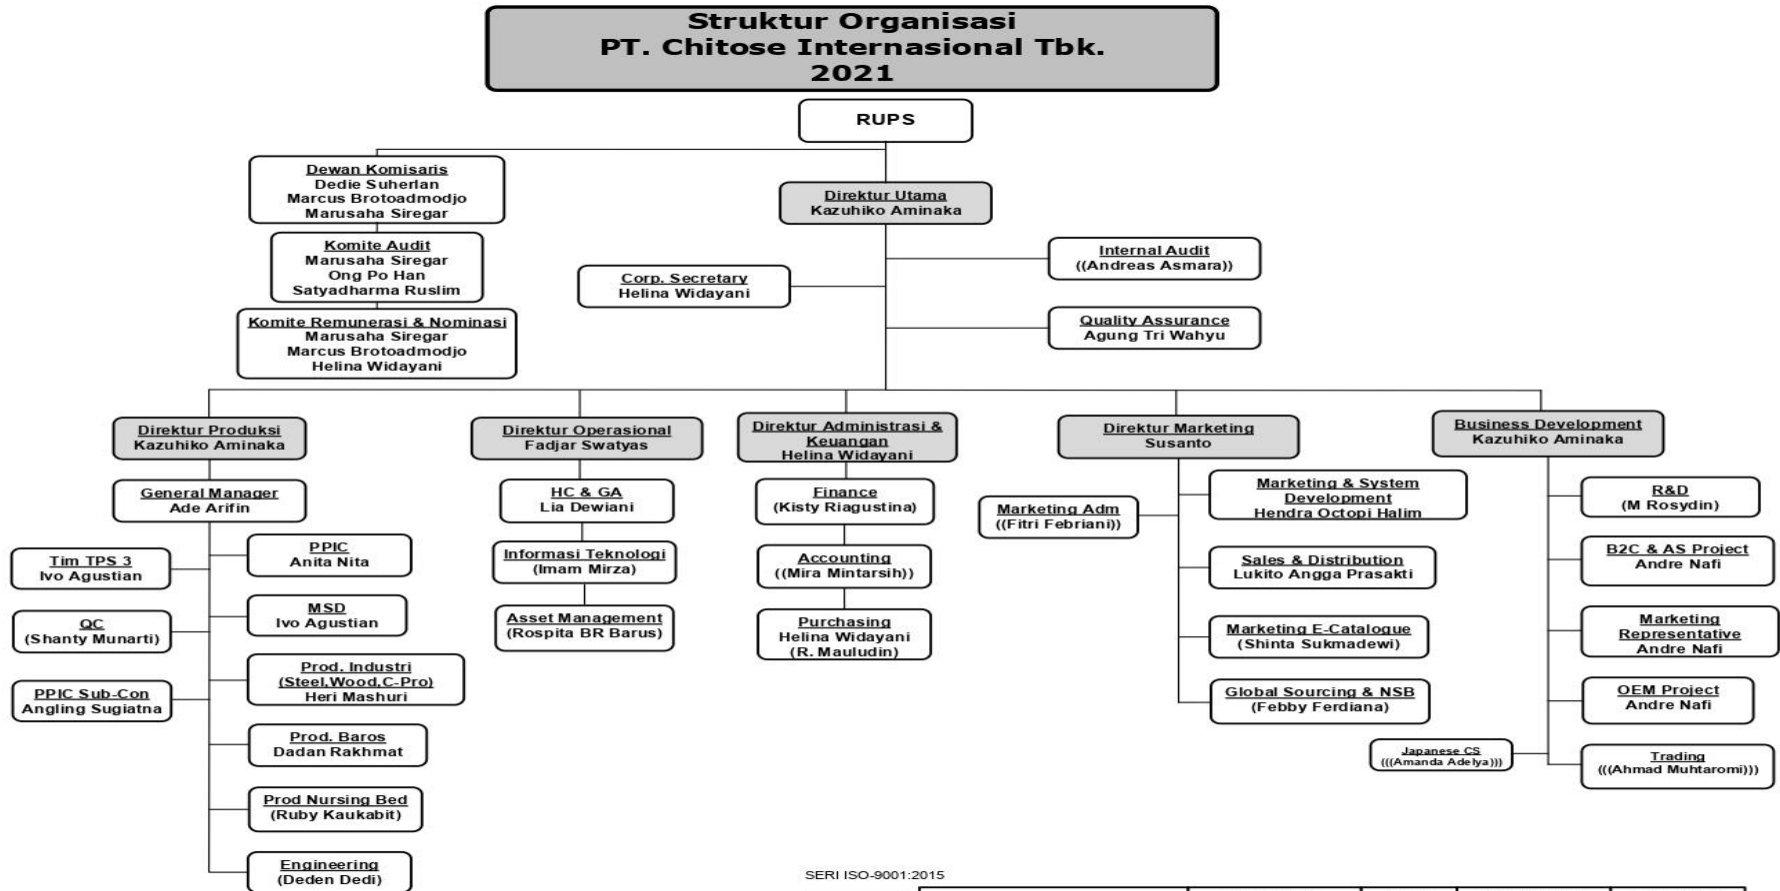 Struktur Organisasi
PT. Chitose Internasional Tbk.
2021
RUPS
Dewan Komisaris
Dedie Suherlan
Marcus Brotoadmodjo
Marusaha Siregar
Direktur Utama
Kazuhiko Aminaka
Komite Audit
Marusaha Siregar
Ong Po Han
Satyadharma Ruslim
Internal Audit
((Andreas Asmara))
Corp. Secretary
Helina Widayani
Komite Remunerasi & Nominasi
Marusaha Siregar
Marcus Brotoadmodjo
Helina Widayani
Quality Assurance
Agung Tri Wahyu
Direktur Produksi
Kazuhiko Aminaka
General Manager
Ade Arifin
Tim TPS 3
Ivo Agustian
PPIC
Anita Nita
QC
(Shanty Munarti)
MSD
Ivo Agustian
PPIC Sub-Con
Angling Sugiatna
Prod. Industri
(Steel,Wood,C-Pro)
Heri Mashuri
Prod. Baros
Dadan Rakhmat
Prod Nursing Bed
(Ruby Kaukabit)
Engineering
(Deden Dedi)
Direktur Operasional
Fadjar Swatyas
HC & GA
Lia Dewiani
Informasi Teknologi
(Imam Mirza)
Asset Management
(Rospita BR Barus)
Direktur Administrasi &
Keuangan
Helina Widayani
Finance
(Kisty Riagustina)
Accounting
((Mira Mintarsih))
Purchasing
Helina Widayani
(R. Mauludin)
Direktur Marketing
Susanto
Marketing Adm
((Fitri Febriani))
Marketing & System
Development
Hendra Octopi Halim
Sales & Distribution
Lukito Angga Prasakti
Marketing E-Catalogue
(Shinta Sukmadewi)
Global Sourcing & NSB
(Febby Ferdiana)
Business Development
Kazuhiko Aminaka
R&D
(M Rosydin)
B2C & AS Project
Andre Nafi
Marketing
Representative
Andre Nafi
OEM Project
Andre Nafi
Japanese CS
(((Amanda Adelya)))
Trading
(((Ahmad Muhtaromi)))
SERI ISO-9001:2015